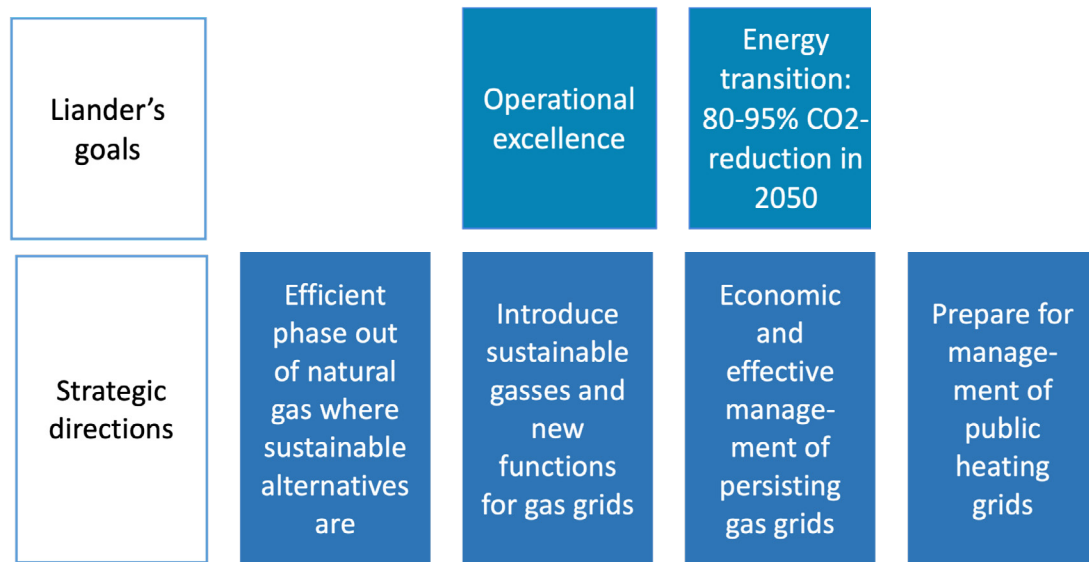 Liander’s
goals
Operational
excellence
Energy
transition:
80-95% CO2-
reduction in
2050
Strategic
directions
Efficient
phase out
of natural
gas where
sustainable
alternatives
are
Introduce
sustainable
gasses and
new
functions
for gas grids
Economic
and
effective
manage-
ment of
persisting
gas grids
Prepare for
manage-
ment of
public
heating
grids